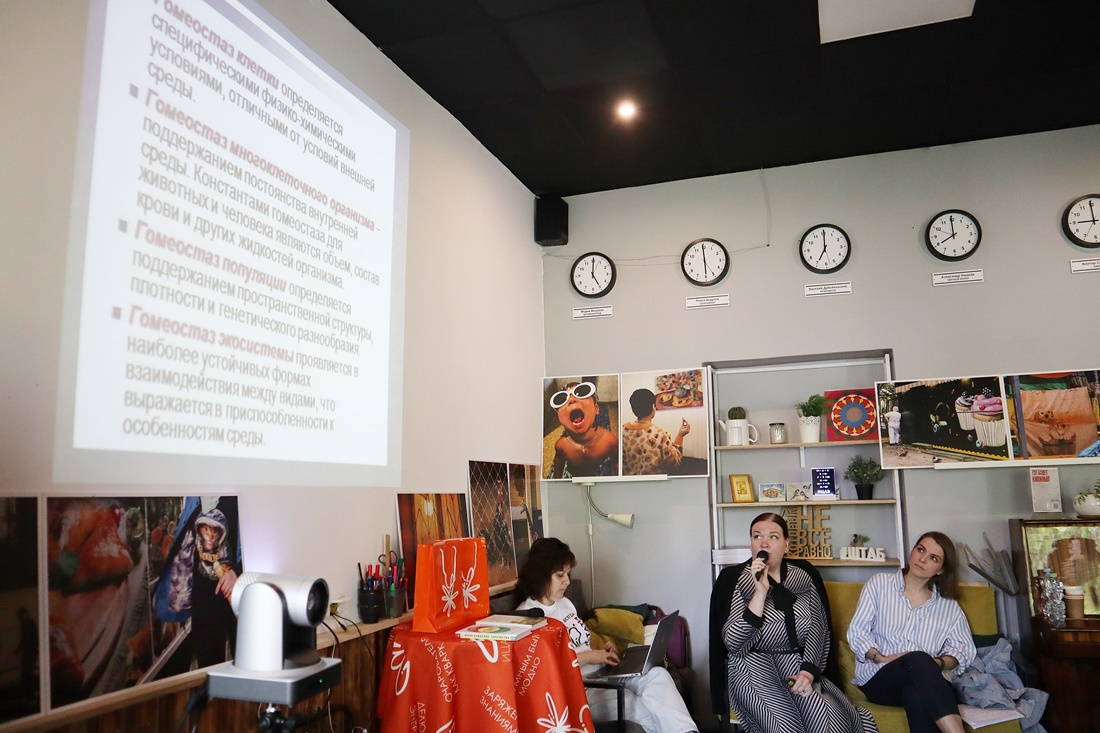 Гомеостаз клетки определяется
специфическими физико-химическими
условиями, отличными от условий внешней
среды.
Гомеостаз многоклеточного организма –
поддержанием постоянства внутренней
среды. Константами гомеостаза для
животных и человека являются объем, состав
крови и других жидкостей организма.
Гомеостаз популяции определяется
поддержанием пространственной структуры,
плотности и генетического разнообразия.
Гомеостаз экосистемы проявляется в
наиболее устойчивых формах
взаимодействия между видами, что
выражается в приспособленности к
особенностям среды.
НЕ
ВСЕ
РАВНО
#ШТАБ
МОДНО
ЗАРЯЖЕ
ЗНАНИЯМИ